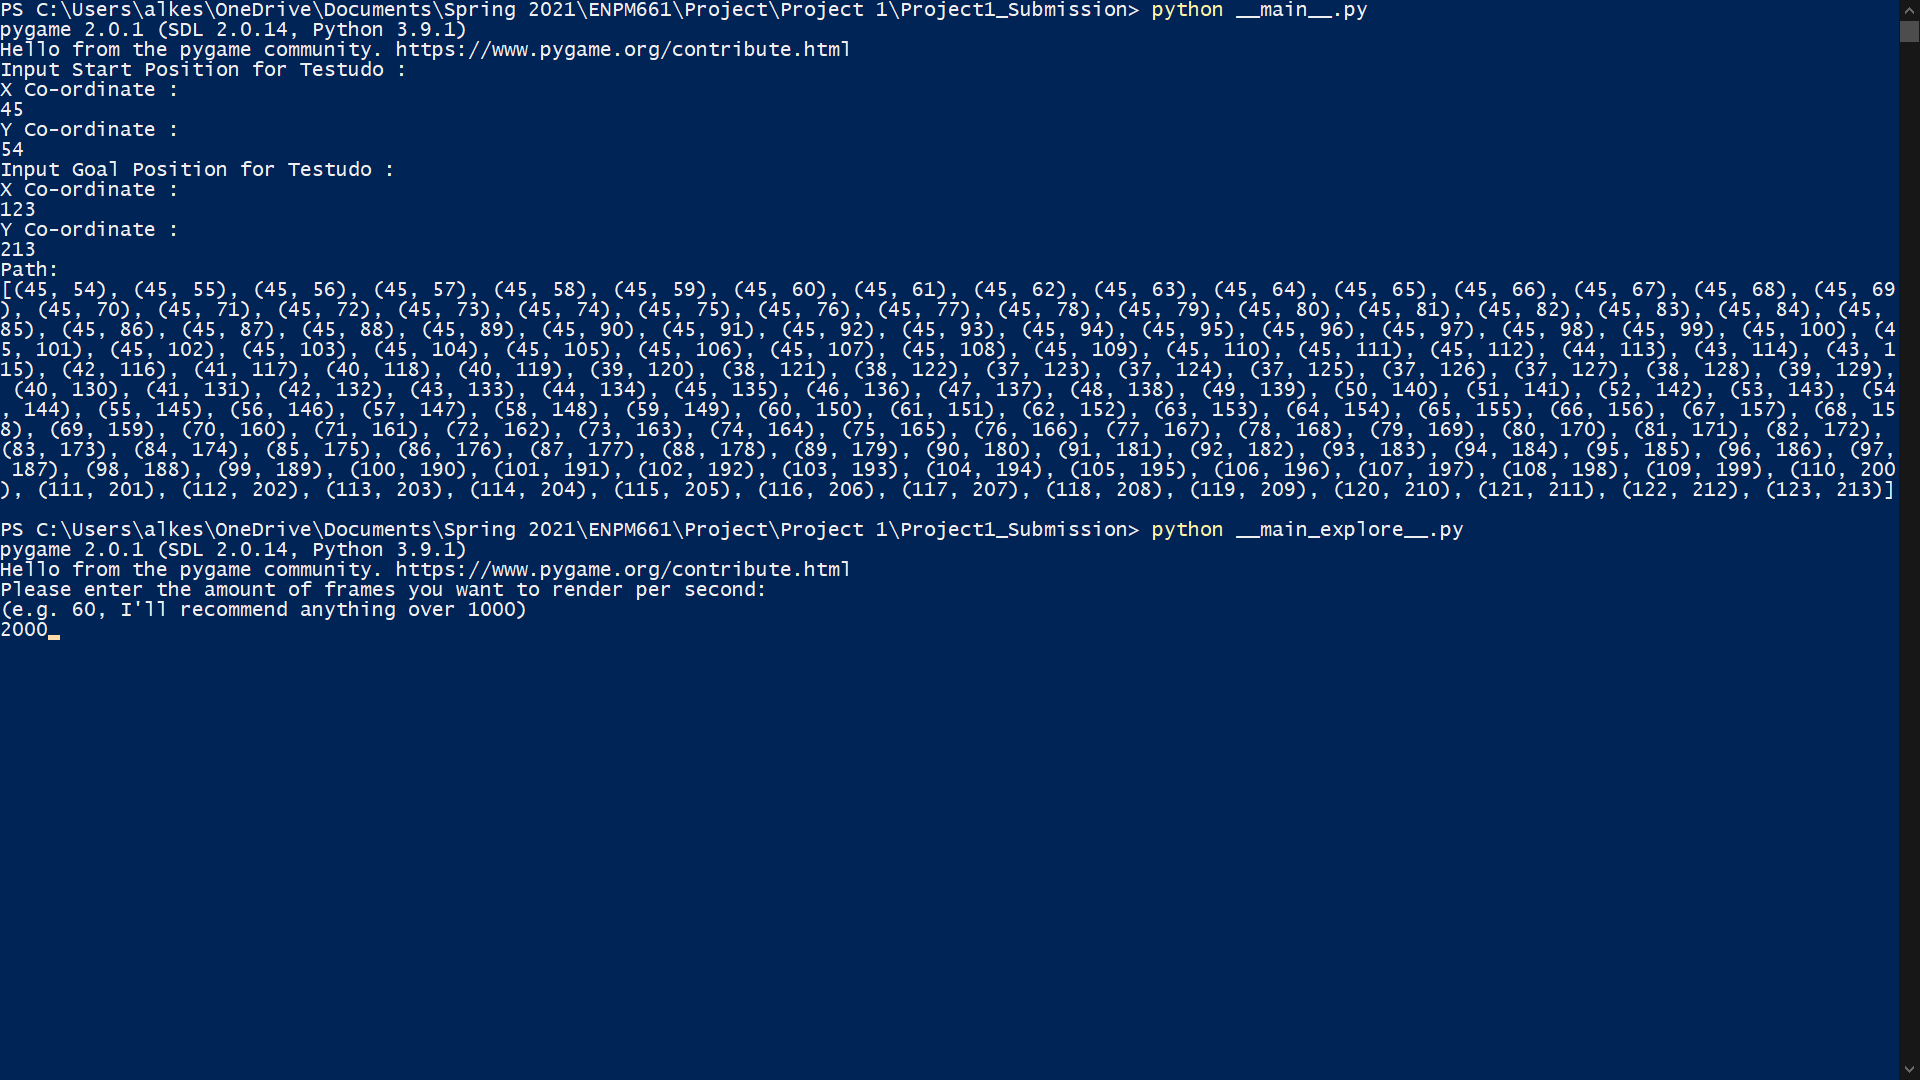 PS C:\Users\alkes\OneDrive\Documents\Spring 2021\ENPM661\Project\Project 1\Project1_Submission> python __main__.py
pygame 2.0.1 (SDL 2.0.14, Python 3.9.1)
Hello from the pygame community. https://www.pygame.org/contribute.html
Input Start Position for Testudo :
X Co-ordinate :
45
Y Co-ordinate :
54
Input Goal Position for Testudo :
X Co-ordinate :
123
Y Co-ordinate :
213
Path:
[(45, 54), (45, 55), (45, 56), (45, 57), (45, 58), (45, 59), (45, 60), (45, 61), (45, 62), (45, 63), (45, 64), (45, 65), (45, 66), (45, 67), (45, 68), (45, 69
), (45, 70), (45, 71), (45, 72), (45, 73), (45, 74), (45, 75), (45, 76), (45, 77), (45, 78), (45, 79), (45, 80), (45, 81), (45, 82), (45, 83), (45, 84), (45,
85), (45, 86), (45, 87), (45, 88), (45, 89), (45, 90), (45, 91), (45, 92), (45, 93), (45, 94), (45, 95), (45, 96), (45, 97), (45, 98), (45, 99), (45, 100), (4
5, 101), (45, 102), (45, 103), (45, 104), (45, 105), (45, 106), (45, 107), (45, 108), (45, 109), (45, 110), (45, 111), (45, 112), (44, 113), (43, 114), (43, 1
15), (42, 116), (41, 117), (40, 118), (40, 119), (39, 120), (38, 121), (38, 122), (37, 123), (37, 124), (37, 125), (37, 126), (37, 127), (38, 128), (39, 129),
 (40, 130), (41, 131), (42, 132), (43, 133), (44, 134), (45, 135), (46, 136), (47, 137), (48, 138), (49, 139), (50, 140), (51, 141), (52, 142), (53, 143), (54
, 144), (55, 145), (56, 146), (57, 147), (58, 148), (59, 149), (60, 150), (61, 151), (62, 152), (63, 153), (64, 154), (65, 155), (66, 156), (67, 157), (68, 15
8), (69, 159), (70, 160), (71, 161), (72, 162), (73, 163), (74, 164), (75, 165), (76, 166), (77, 167), (78, 168), (79, 169), (80, 170), (81, 171), (82, 172),
(83, 173), (84, 174), (85, 175), (86, 176), (87, 177), (88, 178), (89, 179), (90, 180), (91, 181), (92, 182), (93, 183), (94, 184), (95, 185), (96, 186), (97,
 187), (98, 188), (99, 189), (100, 190), (101, 191), (102, 192), (103, 193), (104, 194), (105, 195), (106, 196), (107, 197), (108, 198), (109, 199), (110, 200
), (111, 201), (112, 202), (113, 203), (114, 204), (115, 205), (116, 206), (117, 207), (118, 208), (119, 209), (120, 210), (121, 211), (122, 212), (123, 213)]
PS C:\Users\alkes\OneDrive\Documents\Spring 2021\ENPM661\Project\Project 1\Project1_Submission> python __main_explore__.py
pygame 2.0.1 (SDL 2.0.14, Python 3.9.1)
Hello from the pygame community. https://www.pygame.org/contribute.html
Please enter the amount of frames you want to render per second:
(e.g. 60, I'll recommend anything over 1000)
2000